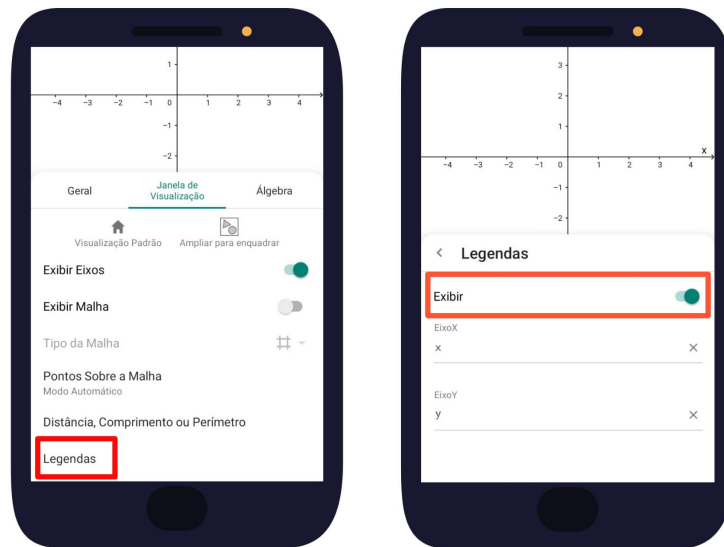 1
-4 -3 -2 -1 0 1 2 3 4
-1
-2
Geral
Janela de
Visualização
Álgebra
Visualização Padrão
Ampliar para enquadrar
Exibir Eixos
Exibir Malha
Tipo da Malha
Pontos Sobre a Malha
Modo Automático
Distância, Comprimento ou Perímetro
Legendas
3
2
1
x
-4 -3 -2 -1 0 1 2 3 4
-1
-2
Legendas
Exibir
EixoX
x
EixoY
y